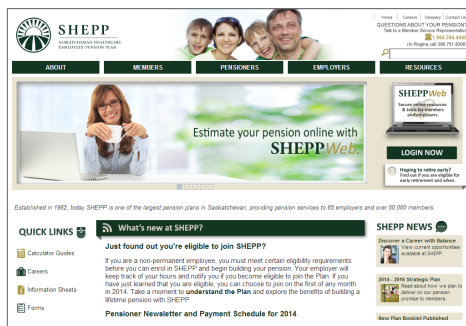 Home | Careers | Glossary | Contact Us
QUESTIONS ABOUT YOUR PENSION?
Talk to a Member Service Representative
(in Regina call 306.751.8300)
SHEPP
SASKATCHEWAN HEALTHCARE
EMPLOYEES' PENSION PLAN
ABOUT MEMBERS PENSIONERS EMPLOYERS RESOURCES
Estimate your pension online with
SHEPPWeb.
SHEPPWeb
Secure online resources
& tools for members
and employers.
LOGIN NOW
Hoping to retire early?
Find out if you are eligible for
early retirement and when.
Established in 1962, today SHEPP is one of the largest pension plans in Saskatchewan, providing pension services to 65 employers and over 50,000 members.
QUICK LINKS
Calculator Guides
Careers
Information Sheets
Forms
What's new at SHEPP?
Just found out you're eligible to join SHEPP?
If you are a non-permanent employee, you must meet certain eligibility requirements
before you can enrol in SHEPP and begin building your pension. Your employer will
keep track of your hours and notify you if you become eligible to join the Plan. If you
have just learned that you are eligible, you can choose to join on the first of any month
in 2014. Take a moment to understand the Plan and explore the benefits of building a
lifetime pension with SHEPP.
Pensioner Newsletter and Payment Schedule for 2014
SHEPP NEWS
Discover a Career with Balance
View current opportunities
available at SHEPP.
2014 - 2016 Strategic Plan
Read about how we plan to
deliver on our pension
promise to members.
New Plan Booklet Published